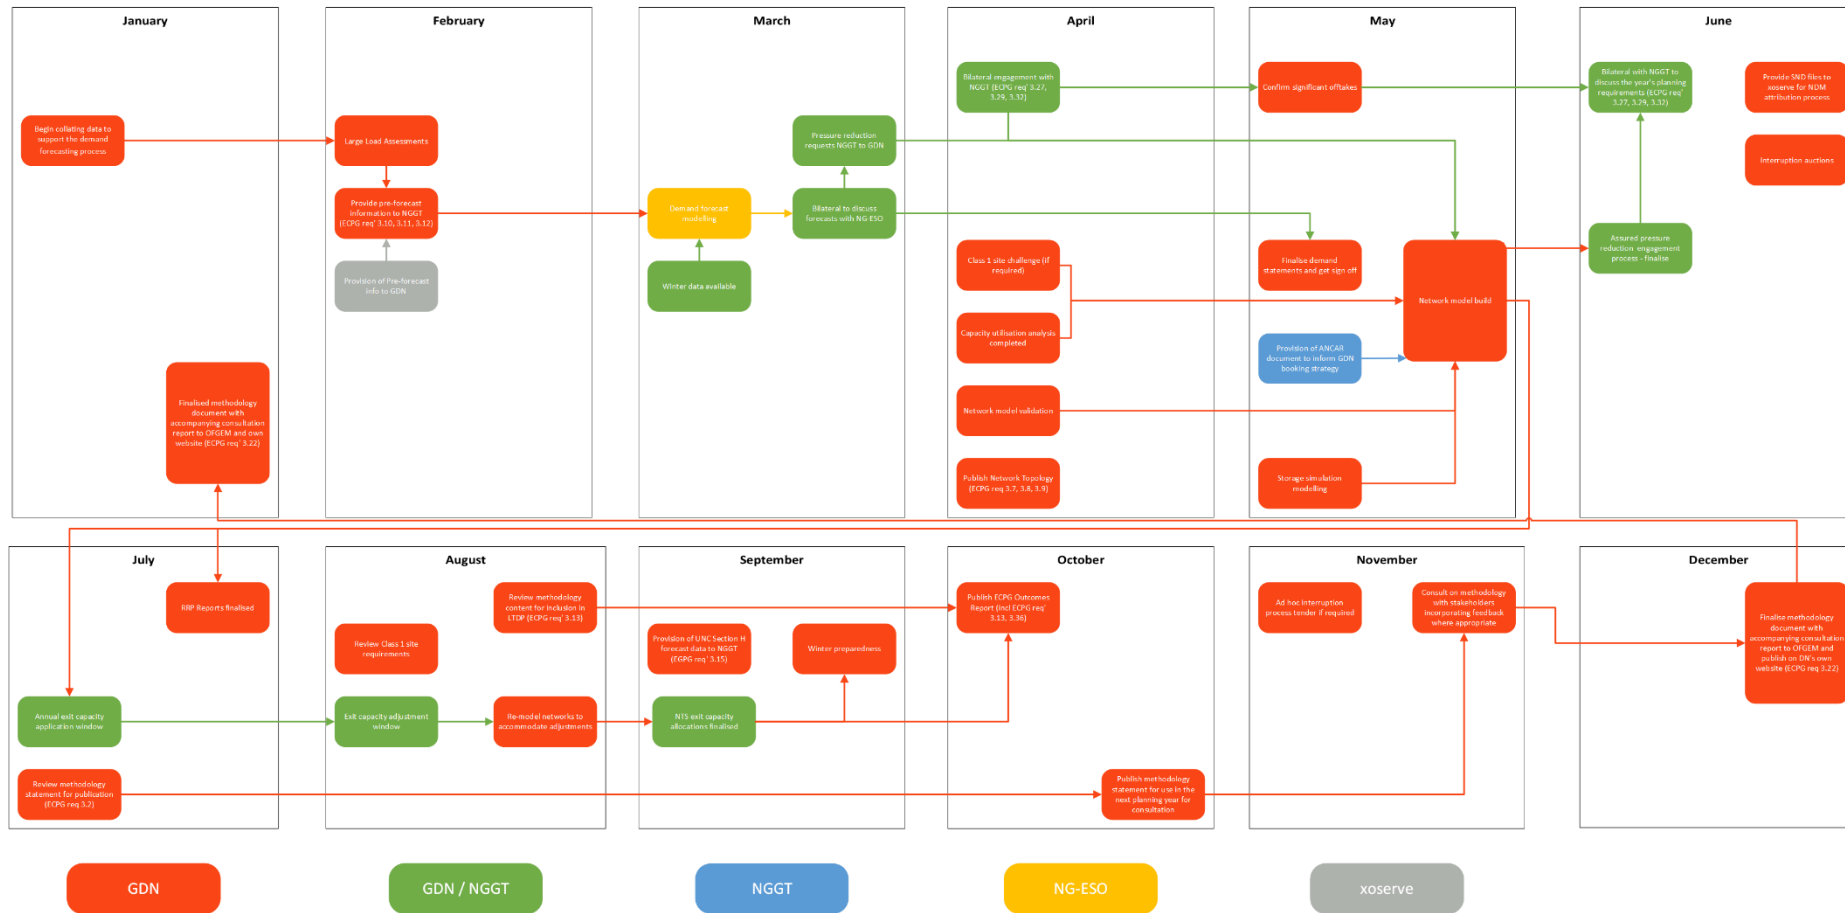 January
Begin collating data to
support the demand
forecasting process
Finalised methodology
document with
accompanying consultation
report to OFGEM and own
website (ECPG req' 3.22)
February
Large Load Assessments
Provide pre-forecast
information to NGGT
(ECPG req' 3.10, 3.11, 3.12)
Provision of Pre-forecast
info to GDN
March
Pressure reduction
requests NGGT to GDN
Demand forecast
modelling
Bilateral to discuss
forecasts with NG-ESO
Winter data available
April
Bilateral engagement with
NGGT (ECPG req' 3.27,
3.29, 3.32)
Class 1 site challenge (if
required)
Capacity utilisation analysis
completed
Network model validation
Publish Network Topology
(ECPG req 3.7, 3.8, 3.9)
May
Confirm significant offtakes
Finalise demand
statements and get sign off
Network model build
Provision of ANCAR
document to inform GDN
booking strategy
Storage simulation
modelling
June
Bilateral with NGGT to
discuss the year's planning
requirements (ECPG req'
3.27, 3.29, 3.32)
Provide SND files to
xoserve for NDM
attribution process
Interruption auctions
Assured pressure
reduction engagement
process - finalise
July
RRP Reports finalised
Annual exit capacity
application window
Review methodology
statement for publication
(ECPG req 3.2)
August
Review methodology
content for inclusion in
LTDP (ECPG req' 3.13)
Review Class 1 site
requirements
Exit capacity adjustment
window
Re-model networks to
accommodate adjustments
September
Provision of UNC Section H
forecast data to NGGT
(EGPG req' 3.15)
Winter preparedness
NTS exit capacity
allocations finalised
October
Publish ECPG Outcomes
Report (incl ECPG req'
3.13, 3.36)
Publish methodology
statement for use in the
next planning year for
consultation
November
Ad hoc interruption
process tender if required
Consult on methodology
with stakeholders
incorporating feedback
where appropriate
December
Finalise methodology
document with
accompanying consultation
report to OFGEM and
publish on DN's own
website (ECPG req 3.22)
GDN
GDN / NGGT
NGGT
NG-ESO
xoserve